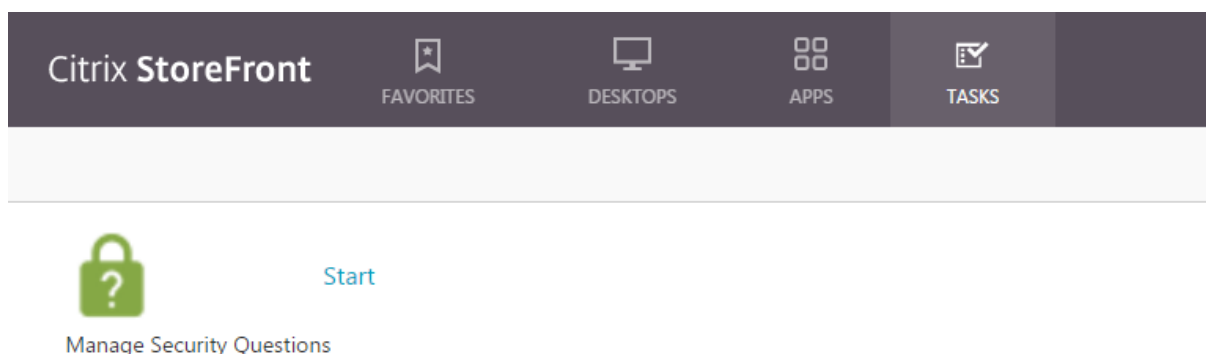 Citrix StoreFront
FAVORITES
DESKTOPS
APPS
TASKS
?
Start
Manage Security Questions